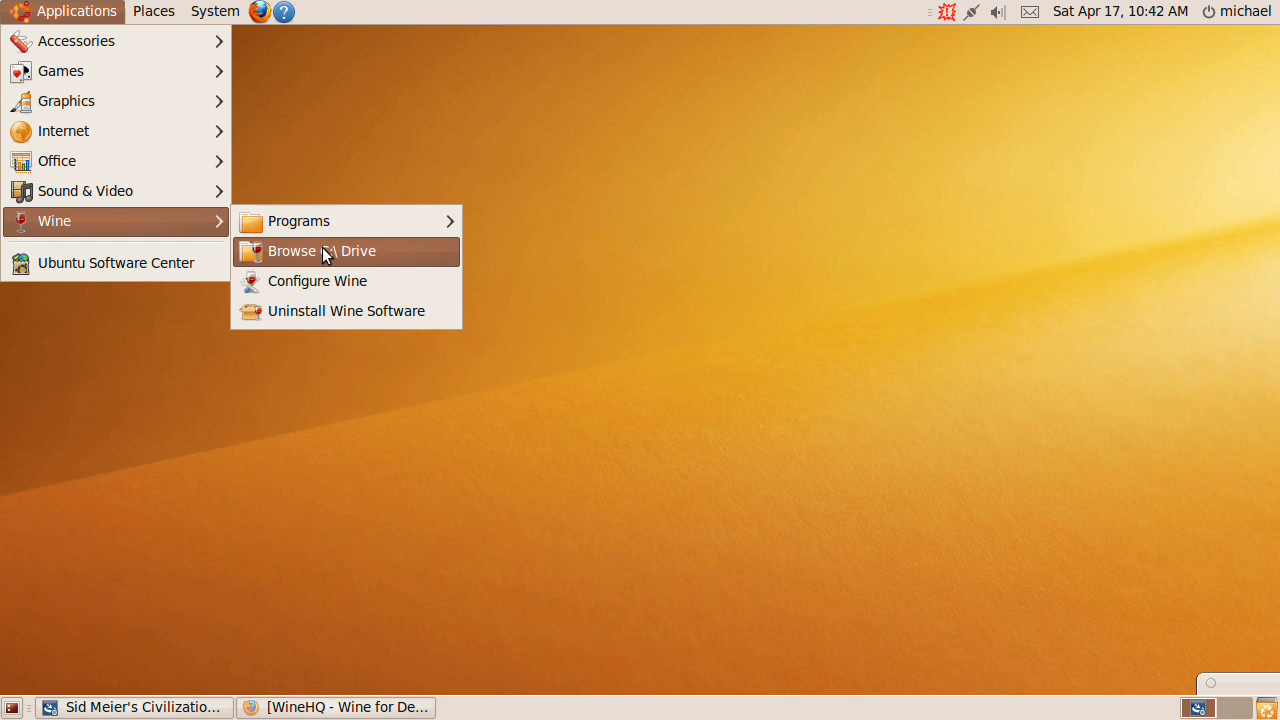 Applications Places System Sat Apr 17, 10:42 AM michael
Accessories
Games
Graphics
Internet
Office
Sound & Video
Wine
Ubuntu Software Center
Programs
Browse C:\ Drive
Configure Wine
Uninstall Wine Software
Sid Meier's Civilizatio... [WineHQ - Wine for De...